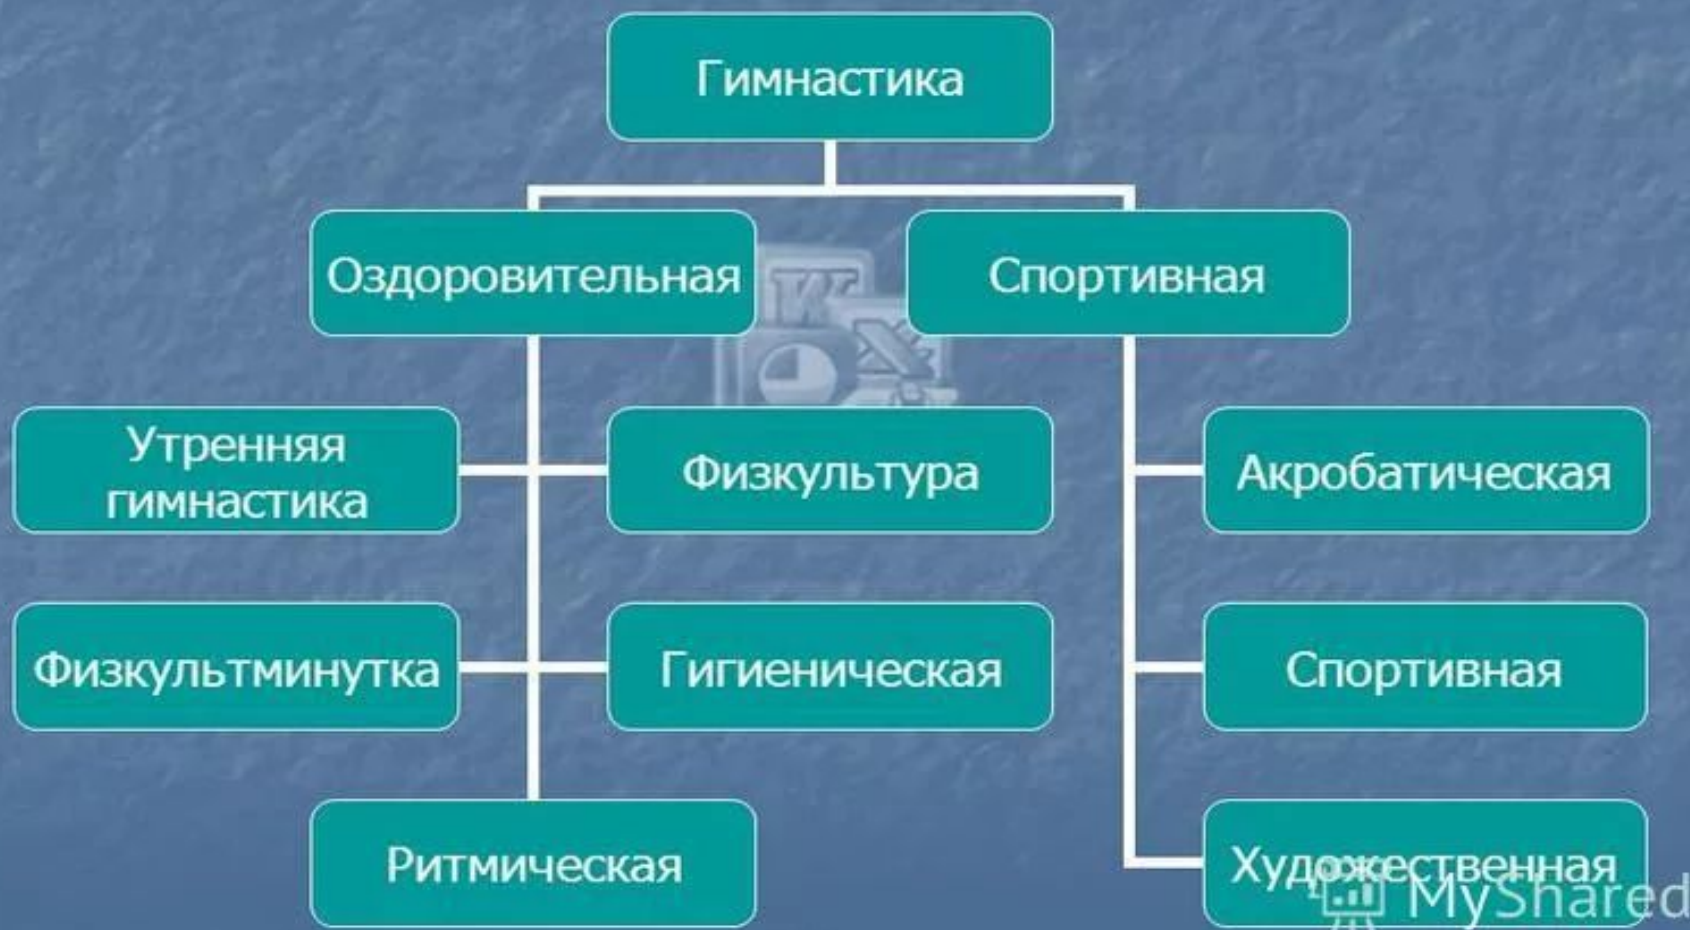 Гимнастика
Оздоровительная
Спортивная
Утренняя
гимнастика
Физкультура
Акробатическая
Физкультминутка
Гигиеническая
Спортивная
Ритмическая
Художественная
MyShared
W
X